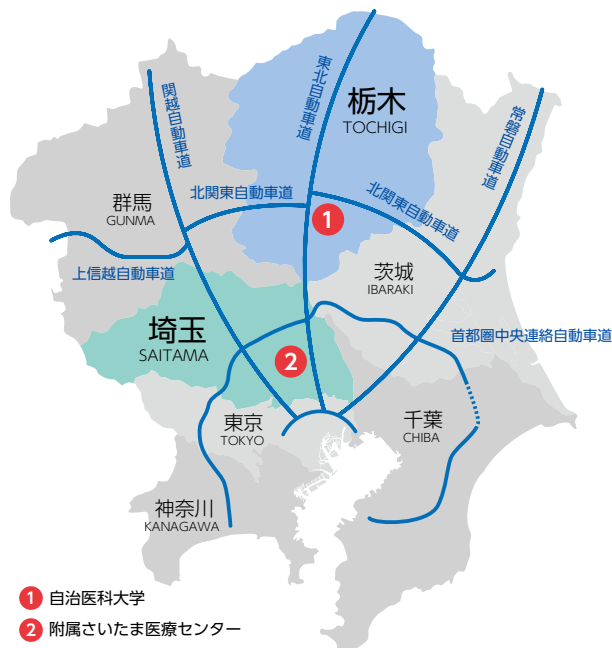 東北自動車道
関越自動車道
栃木
TOCHIGI
常磐自動車道
群馬
GUNMA
北関東自動車道
北関東自動車道
1
上信越自動車道
茨城
IBARAKI
埼玉
SAITAMA
首都圏中央連絡自動車道
2
東京
TOKYO
千葉
CHIBA
神奈川
KANAGAWA
1 自治医科大学
2 附属さいたま医療センター